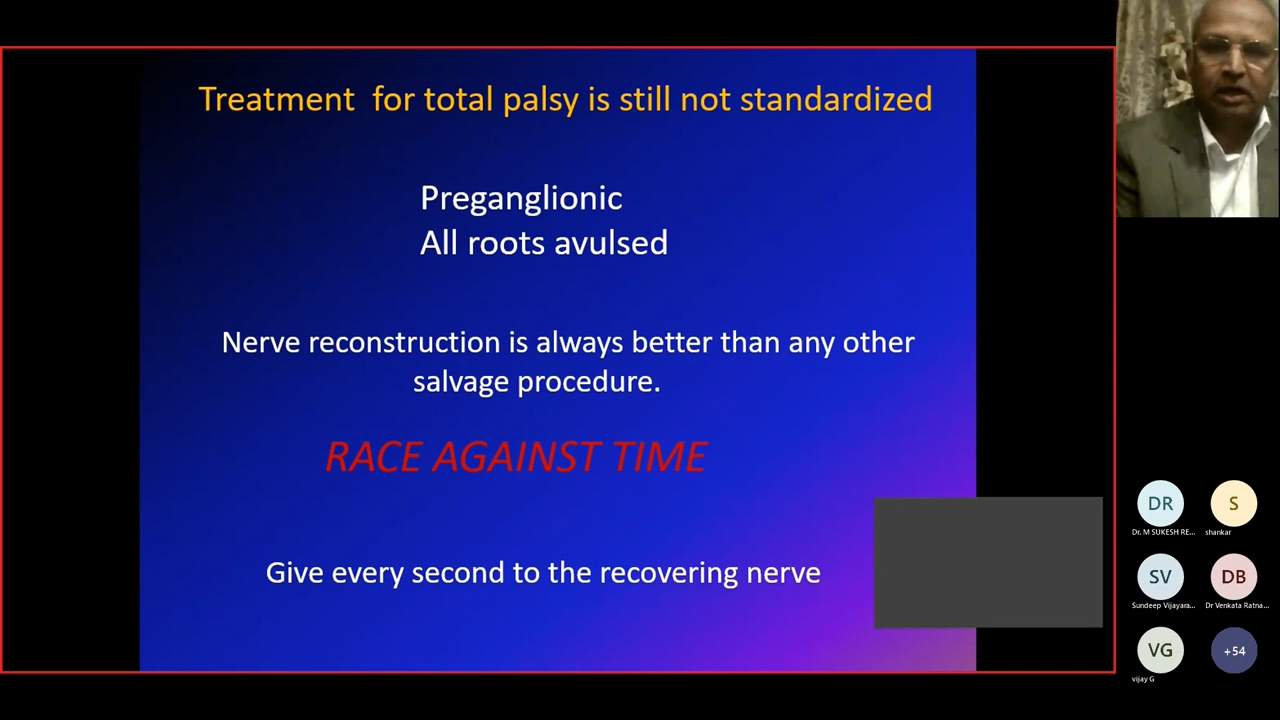 Treatment for total palsy is still not standardized
Preganglionic
All roots avulsed
Nerve reconstruction is always better than any other
salvage procedure.
RACE AGAINST TIME
Give every second to the recovering nerve
DR
S
Dr. M SUKESH RE...
shankar
SV
DB
Sundeep Vijayara...
Dr Venkata Ratna...
VG
+54
vijay G